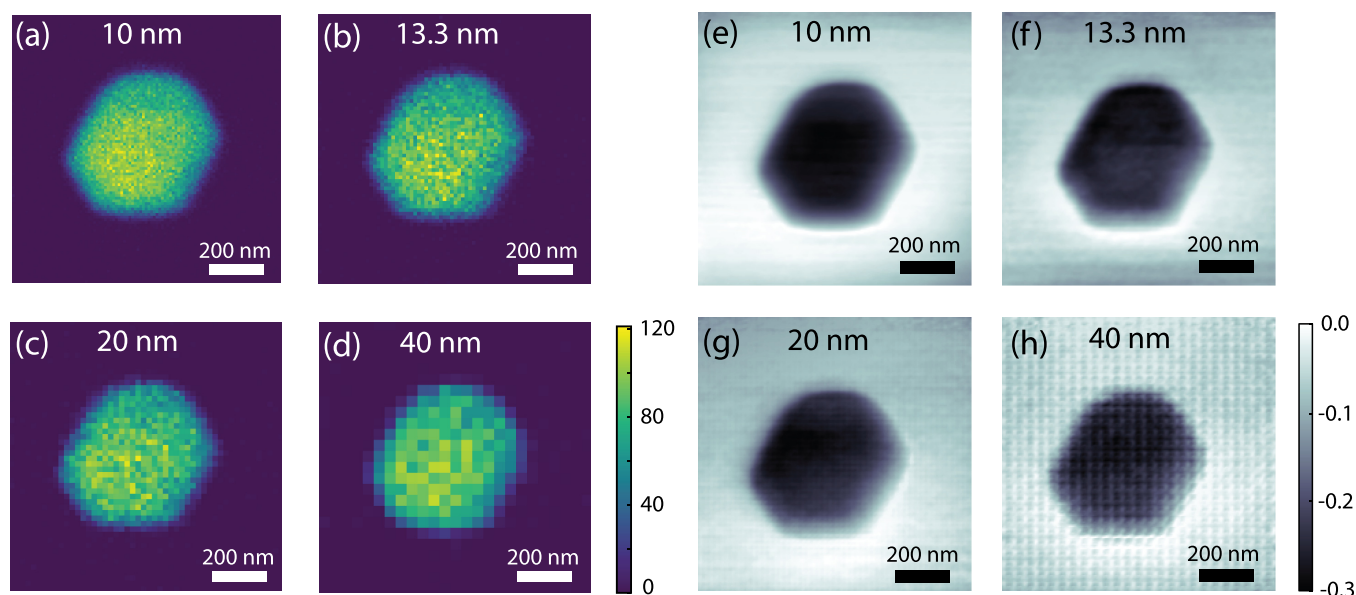 (a) 10 nm
200 nm
(b) 13.3 nm
200 nm
(e) 10 nm
200 nm
(f) 13.3 nm
200 nm
(c) 20 nm
200 nm
(d) 40 nm
200 nm
120
80
40
0
(g) 20 nm
200 nm
(h) 40 nm
200 nm
0.0
-0.1
-0.2
-0.3